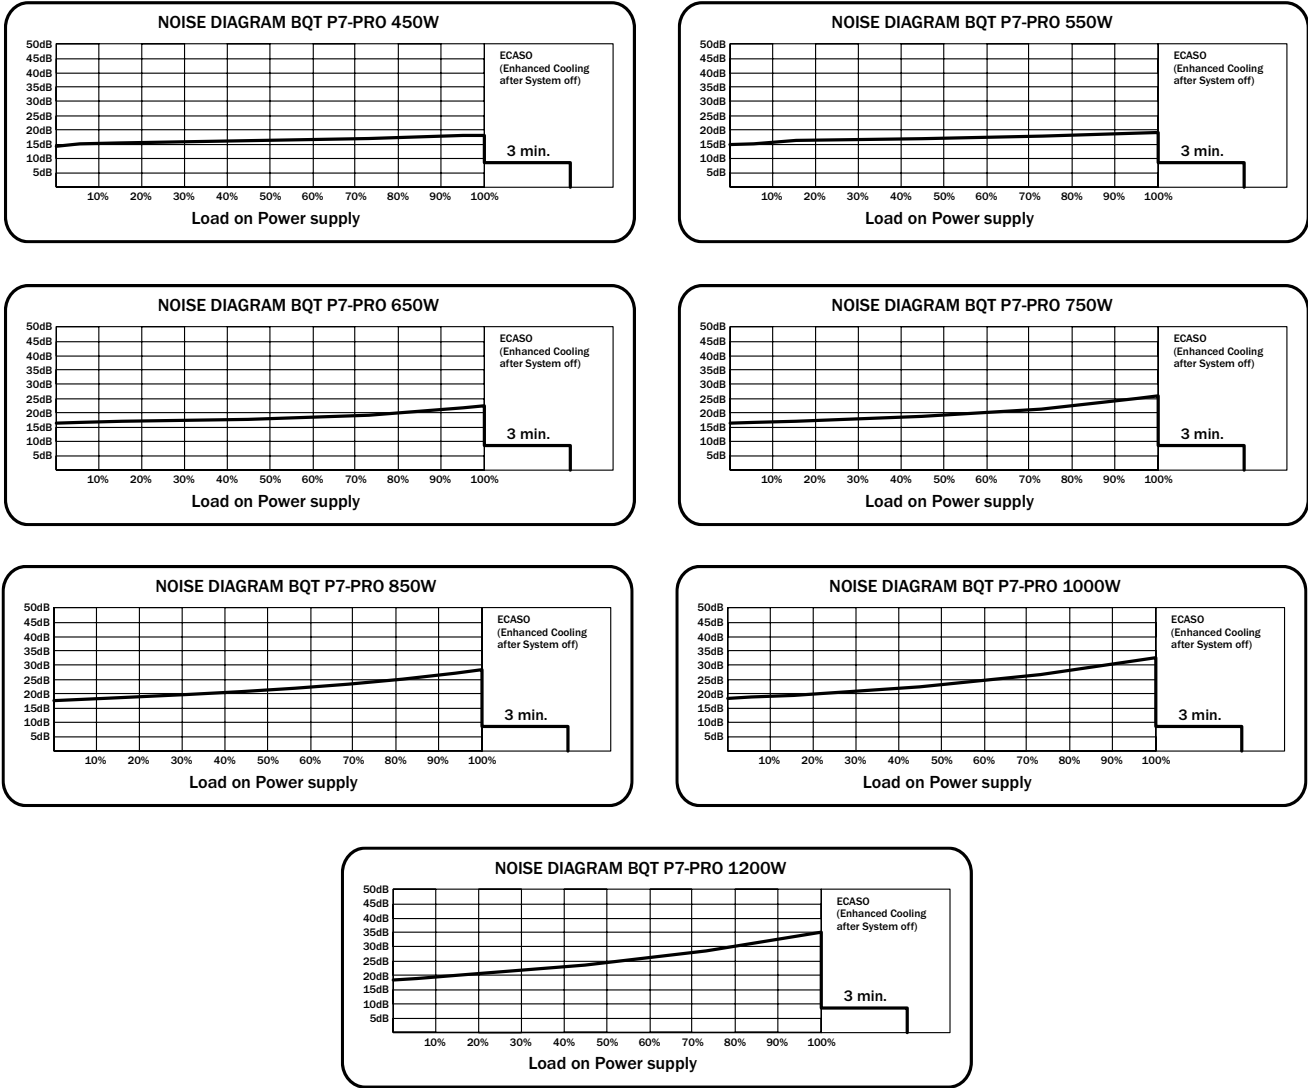 NOISE DIAGRAM BQT P7-PRO 450W
50dB
45dB
40dB
35dB
30dB
25dB
20dB
15dB
10dB
5dB
ECASO
(Enhanced Cooling
after System off)
3 min.
10% 20% 30% 40% 50% 60% 70% 80% 90% 100%
Load on Power supply
NOISE DIAGRAM BQT P7-PRO 550W
50dB
45dB
40dB
35dB
30dB
25dB
20dB
15dB
10dB
5dB
ECASO
(Enhanced Cooling
after System off)
3 min.
10% 20% 30% 40% 50% 60% 70% 80% 90% 100%
Load on Power supply
NOISE DIAGRAM BQT P7-PRO 650W
50dB
45dB
40dB
35dB
30dB
25dB
20dB
15dB
10dB
5dB
ECASO
(Enhanced Cooling
after System off)
3 min.
10% 20% 30% 40% 50% 60% 70% 80% 90% 100%
Load on Power supply
NOISE DIAGRAM BQT P7-PRO 750W
50dB
45dB
40dB
35dB
30dB
25dB
20dB
15dB
10dB
5dB
ECASO
(Enhanced Cooling
after System off)
3 min.
10% 20% 30% 40% 50% 60% 70% 80% 90% 100%
Load on Power supply
NOISE DIAGRAM BQT P7-PRO 850W
50dB
45dB
40dB
35dB
30dB
25dB
20dB
15dB
10dB
5dB
ECASO
(Enhanced Cooling
after System off)
3 min.
10% 20% 30% 40% 50% 60% 70% 80% 90% 100%
Load on Power supply
NOISE DIAGRAM BQT P7-PRO 1000W
50dB
45dB
40dB
35dB
30dB
25dB
20dB
15dB
10dB
5dB
ECASO
(Enhanced Cooling
after System off)
3 min.
10% 20% 30% 40% 50% 60% 70% 80% 90% 100%
Load on Power supply
NOISE DIAGRAM BQT P7-PRO 1200W
50dB
45dB
40dB
35dB
30dB
25dB
20dB
15dB
10dB
5dB
ECASO
(Enhanced Cooling
after System off)
3 min.
10% 20% 30% 40% 50% 60% 70% 80% 90% 100%
Load on Power supply